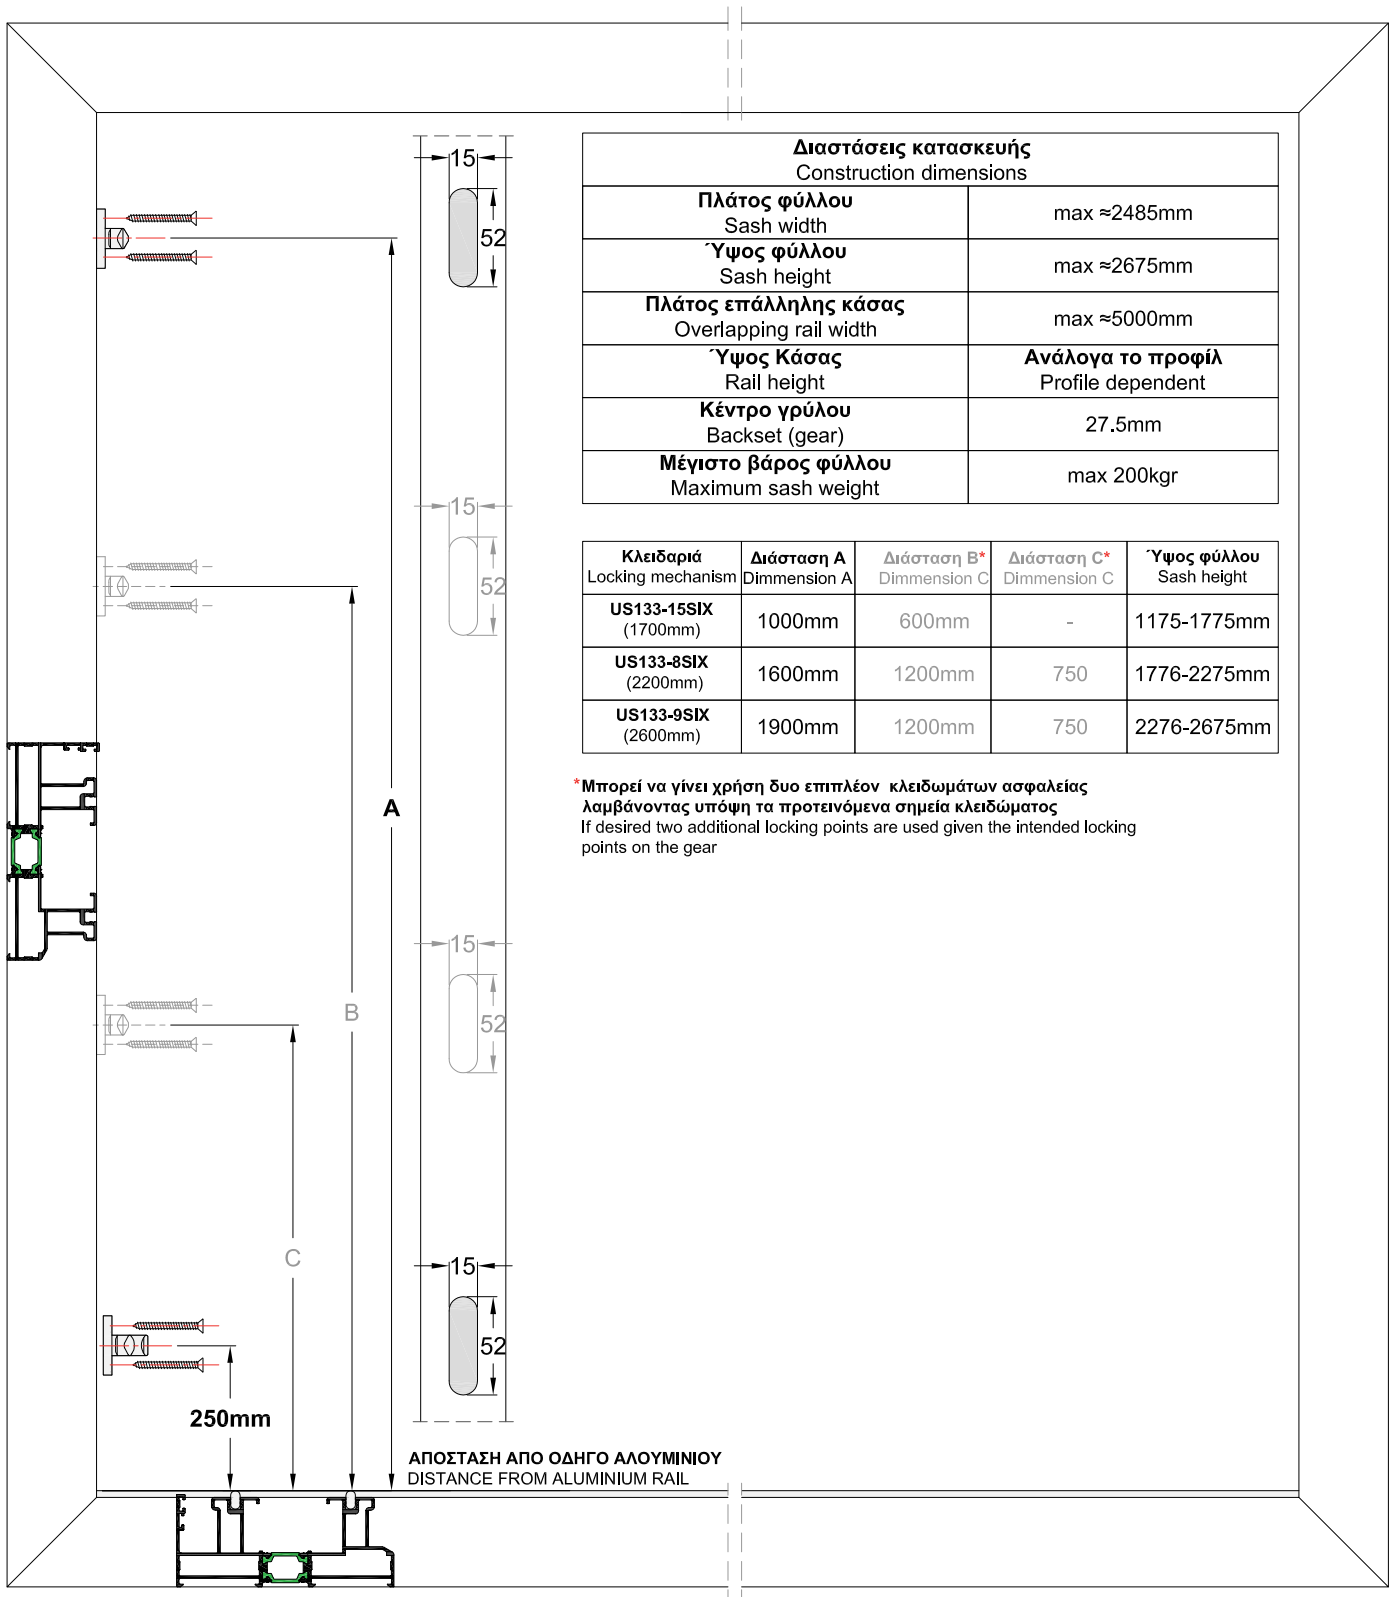 15
52
15
52
15
52
15
52
A
B
C
250mm
ΑΠΟΣΤΑΣΗ ΑΠΟ ΟΔΗΓΟ ΑΛΟΥΜΙΝΙΟΥ
DISTANCE FROM ALUMINIUM RAIL
Διαστάσεις κατασκευής
Construction dimensions
Πλάτος φύλλου
Sash width
max ≈2485mm
Ύψος φύλλου
Sash height
max ≈2675mm
Πλάτος επάλληλης κάσας
Overlapping rail width
max ≈5000mm
Ύψος Κάσας
Rail height
Ανάλογα το προφίλ
Profile dependent
Κέντρο γρύλου
Backset (gear)
27.5mm
Μέγιστο βάρος φύλλου
Maximum sash weight
max 200kgr
Κλειδαριά
Locking mechanism
Διάσταση A
Dimmension A
Διάσταση B*
Dimmension C
Διάσταση C*
Dimmension C
Ύψος φύλλου
Sash height
US133-15SIX
(1700mm)
1000mm
600mm
-
1175-1775mm
US133-8SIX
(2200mm)
1600mm
1200mm
750
1776-2275mm
US133-9SIX
(2600mm)
1900mm
1200mm
750
2276-2675mm
*Μπορεί να γίνει χρήση δυο επιπλέον κλειδωμάτων ασφαλείας
λαμβάνοντας υπόψη τα προτεινόμενα σημεία κλειδώματος
If desired two additional locking points are used given the intended locking
points on the gear